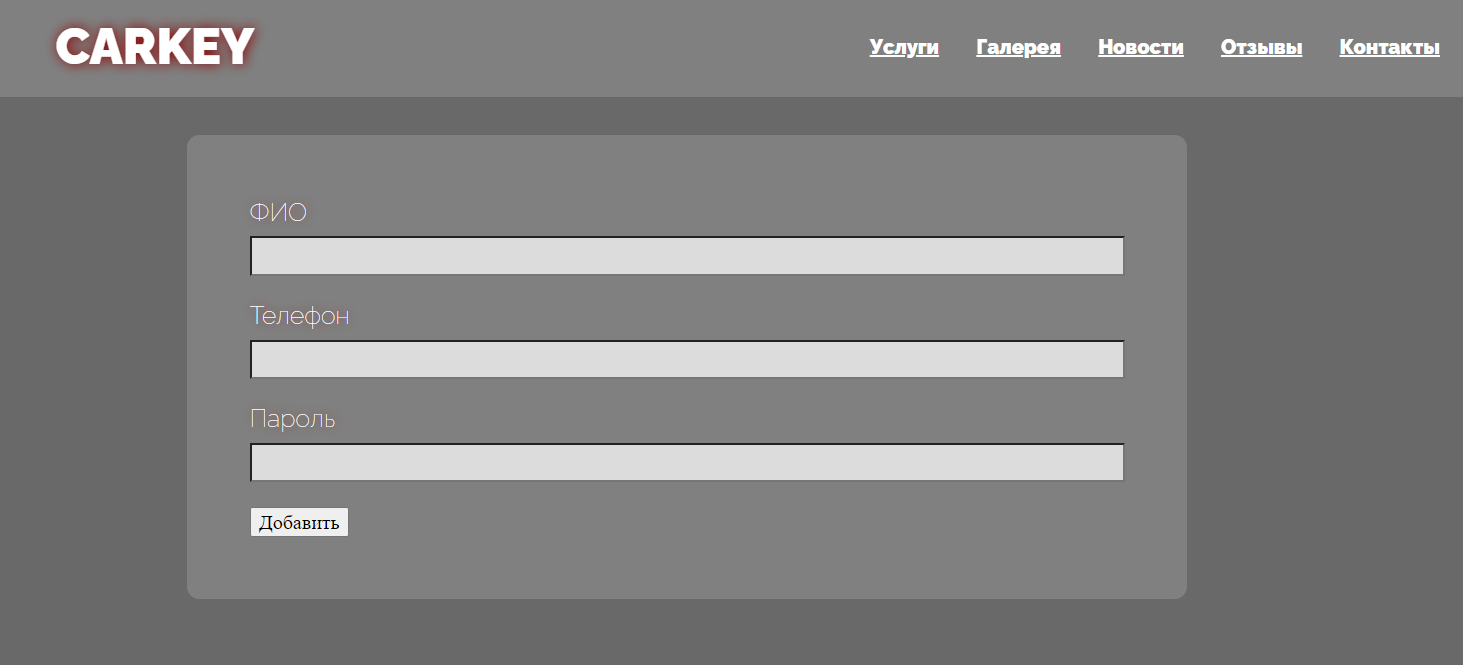 CARKEY
Услуги Галерея Новости Отзывы Контакты
ФИО
Телефон
Пароль
Добавить